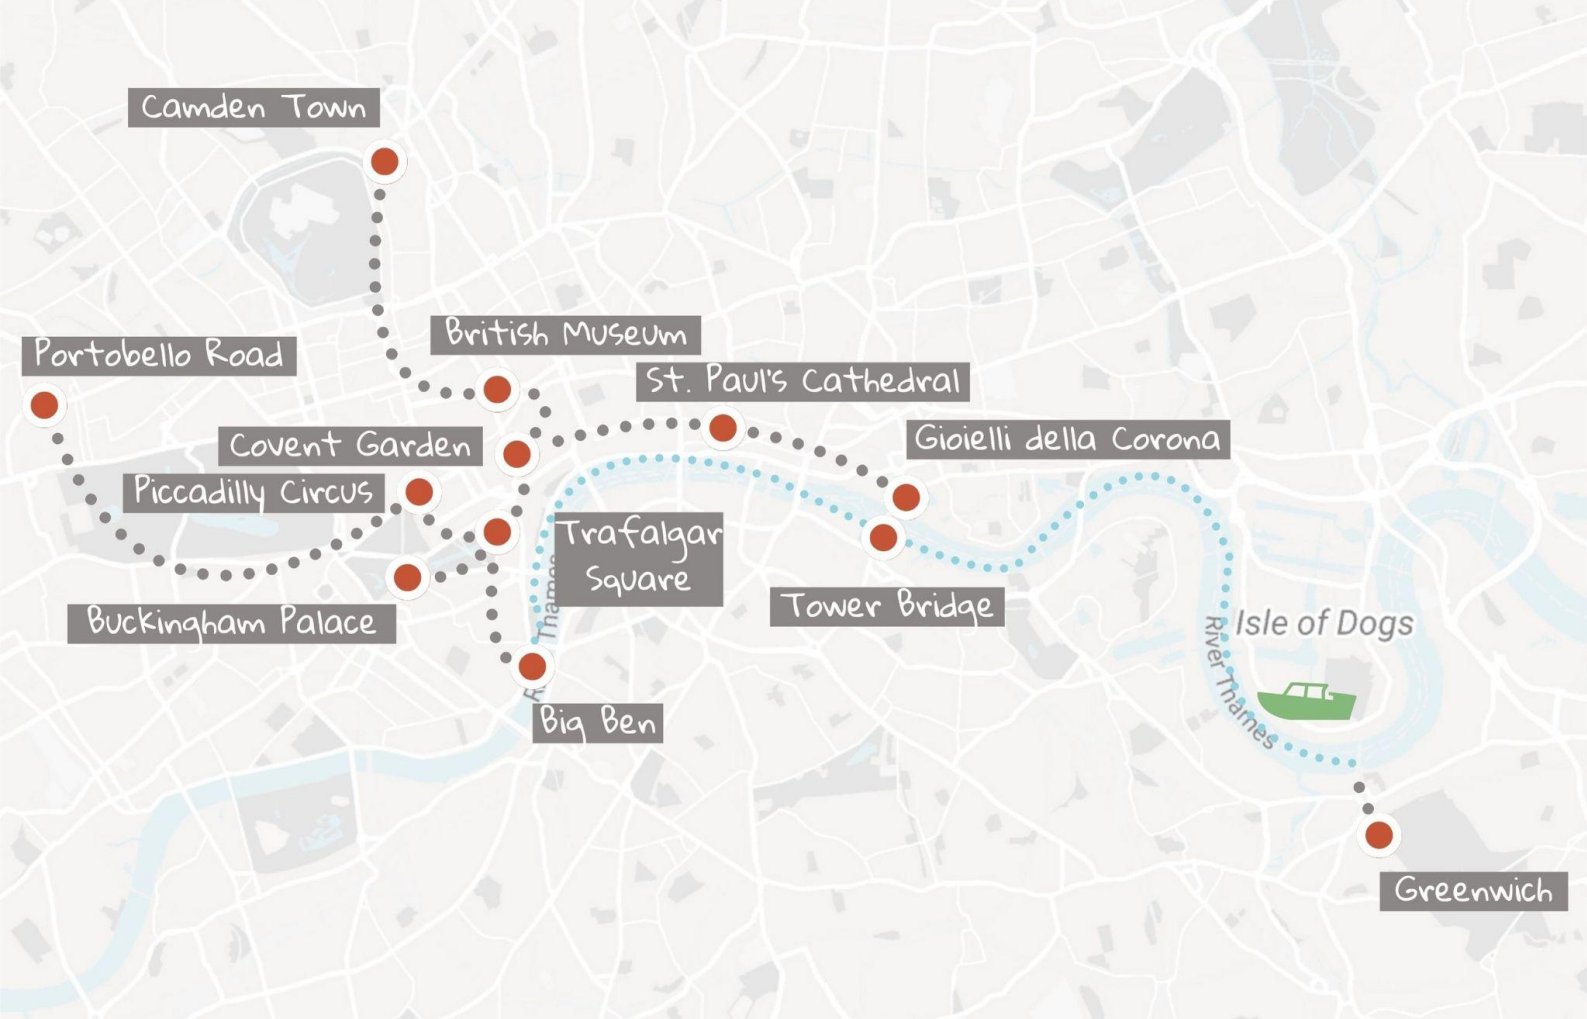 Camden Town
British Museum
Portobello Road
St. Paul's Cathedral
Covent Garden
Gioielli della Corona
Piccadilly Circus
Trafalgar
Square
Thames
Tower Bridge
Buckingham Palace
Isle of Dogs
River Thames
Big Ben
Greenwich